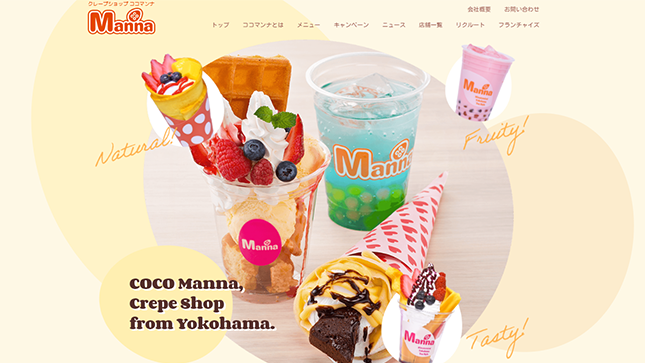 クレープショップ ココマンナ
Manna
会社概要 お問い合わせ
トップ ココマンナとは メニュー キャンペーン ニュース 店舗一覧 リクルート フランチャイズ
Natural!
Manna
Manna
Fruity!
Manna
COCO Manna,
Crepe Shop
from Yokohama.
Manna
Tasty!